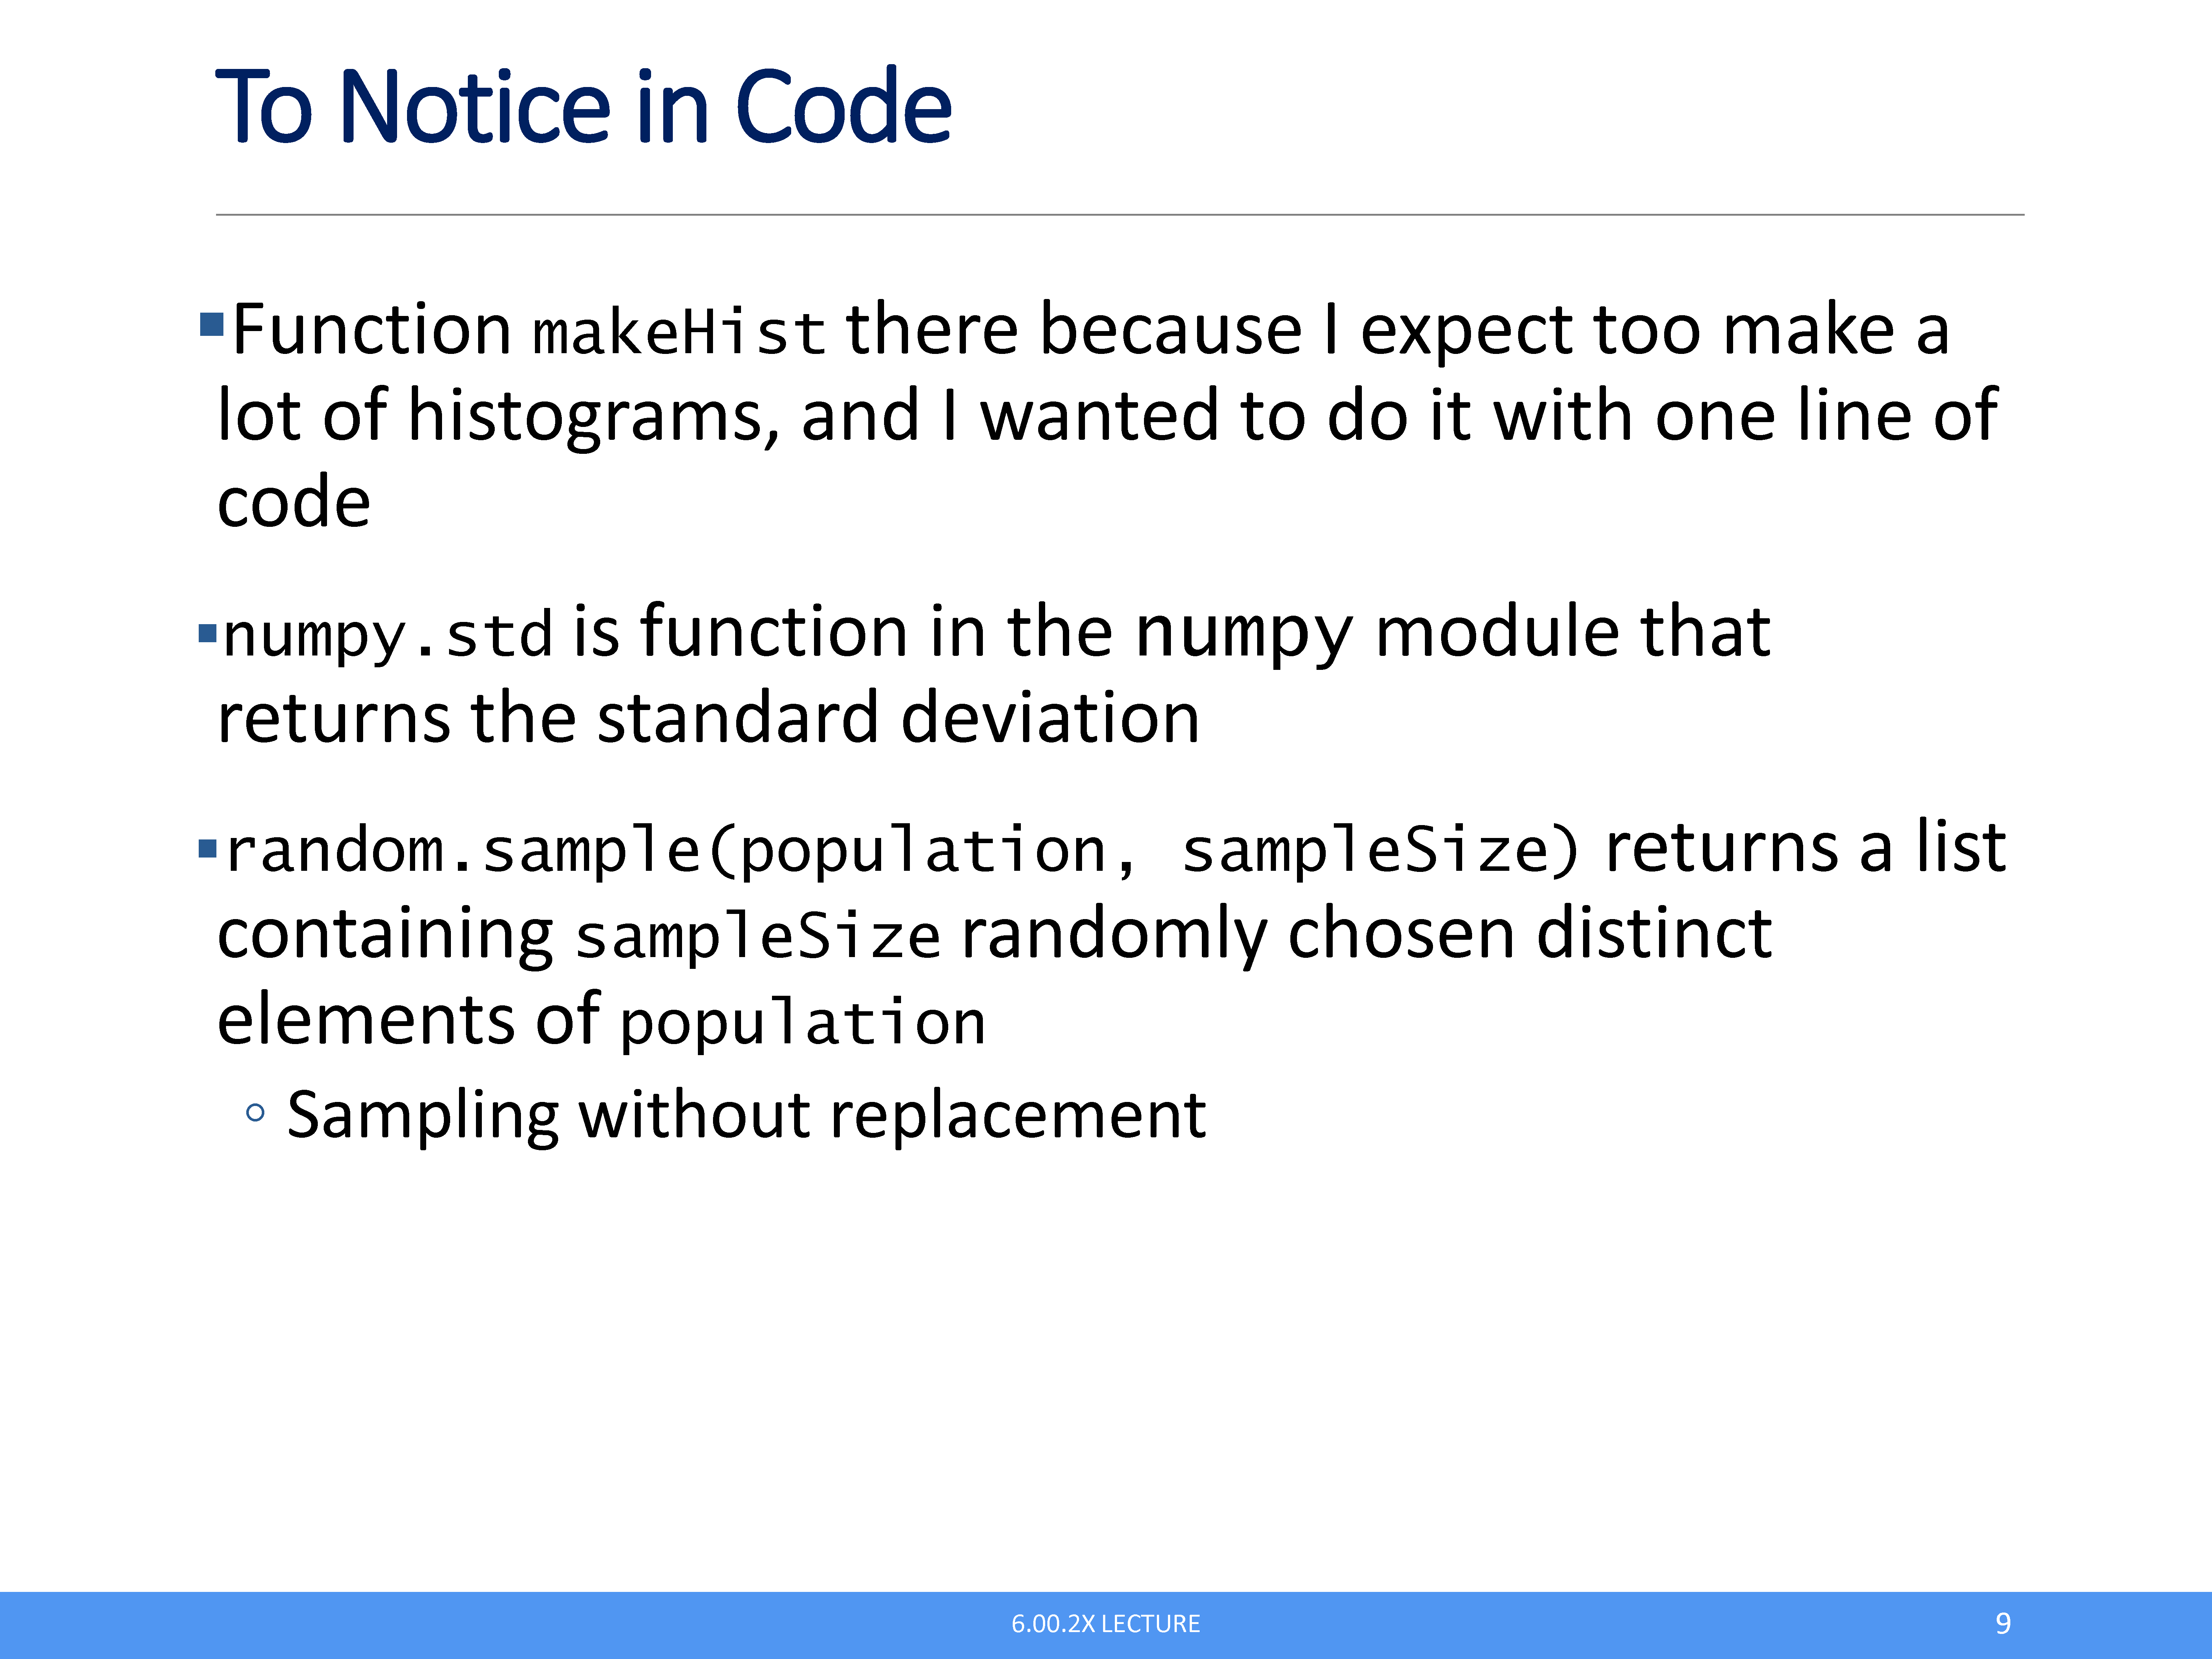 To Notice in Code
▪Function makeHist there because I expect too make a
lot of histograms, and I wanted to do it with one line of
code
▪numpy.std is function in the numpy module that
returns the standard deviation
▪random.sample(population, sampleSize) returns a list
containing sampleSize randomly chosen distinct
elements of population
◦ Sampling without replacement
6.00.2X LECTURE
9